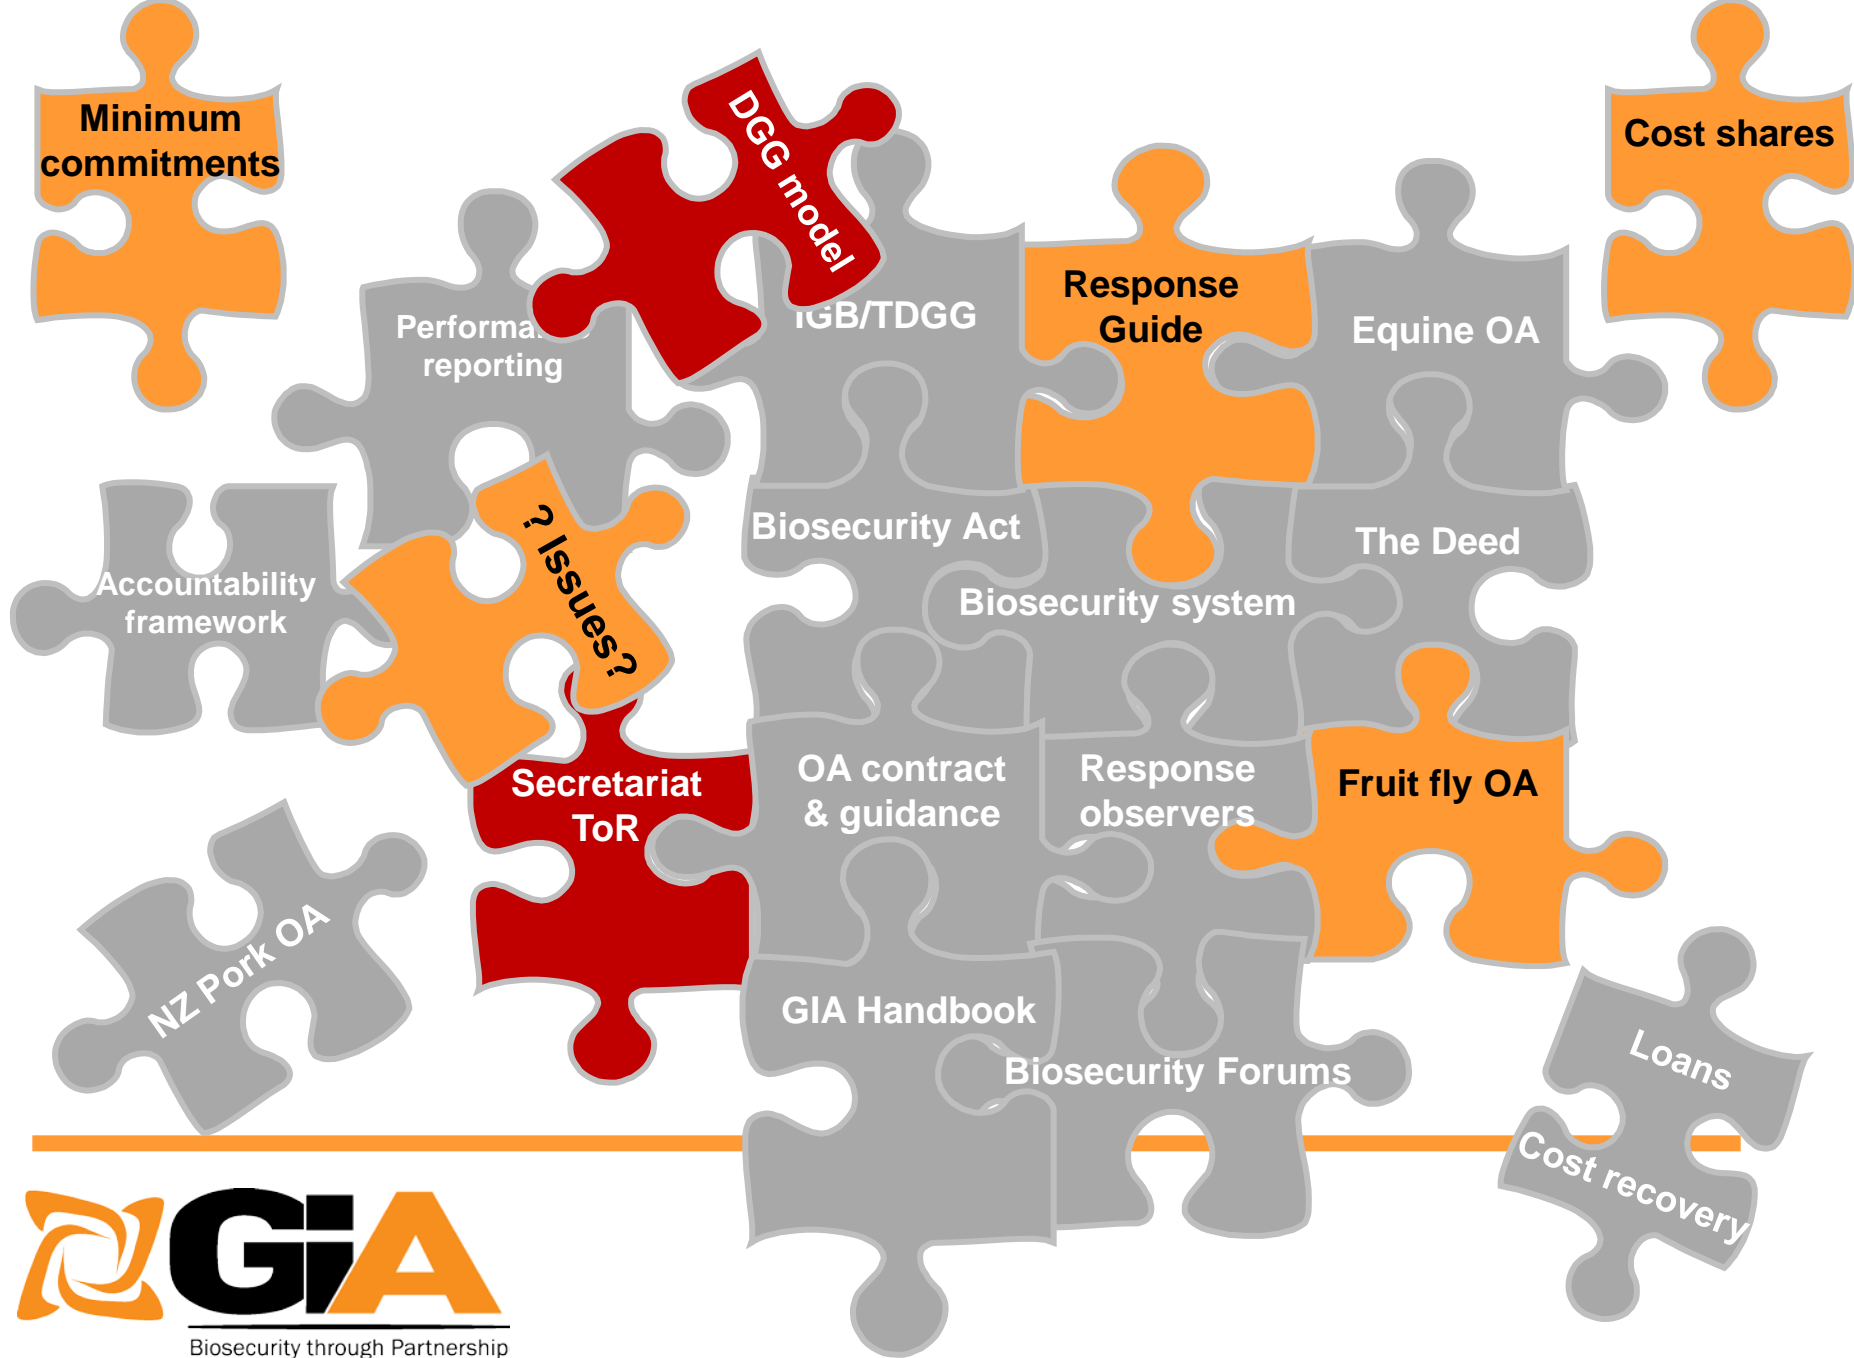 Minimum
commitments
DGG model
Cost shares
Response
Guide
IGB/TDGG
Equine OA
reporting
? Issues?
Biosecurity Act
The Deed
Accountability
framework
Biosecurity system
Secretariat
ToR
OA contract
& guidance
Response
observers
Fruit fly OA
NZ Pork OA
GIA Handbook
Biosecurity Forums
Loans
Cost recovery
GiA
Biosecurity through Partnership